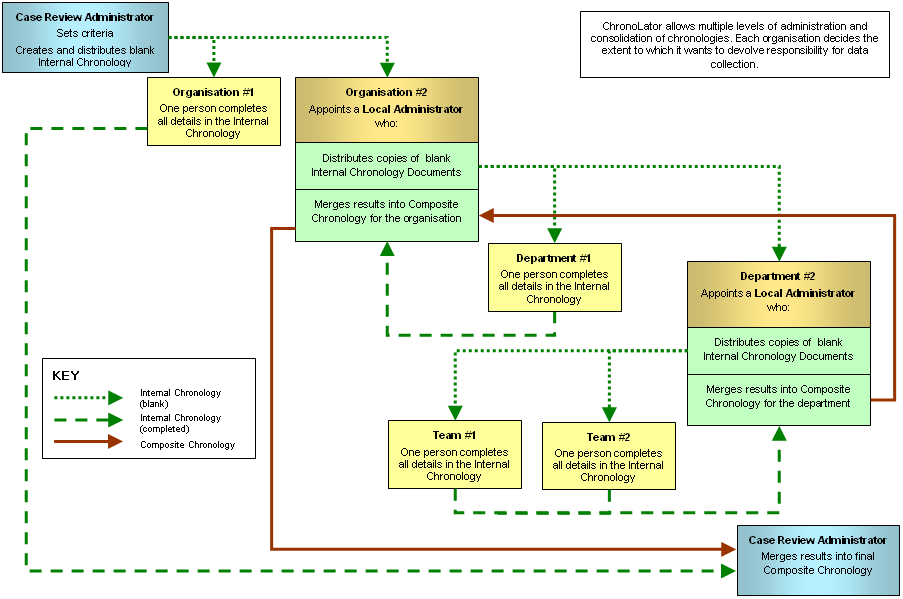 Case Review Administrator
Sets criteria
Creates and distributes blank
Internal Chronology
ChronoLator allows multiple levels of administration and
consolidation of chronologies. Each organisation decides the
extent to which it wants to devolve responsibility for data
collection.
Organisation #1
One person completes
all details in the Internal
Chronology
Organisation #2
Appoints a Local Administrator
who:
Distributes copies of blank
Internal Chronology Documents
Merges results into Composite
Chronology for the organisation
Department #1
One person completes
all details in the Internal
Chronology
Department #2
Appoints a Local Administrator
who:
Distributes copies of blank
Internal Chronology Documents
Merges results into Composite
Chronology for the department
KEY
Internal Chronology
(blank)
Internal Chronology
(completed)
Composite Chronology
Team #1
One person completes
all details in the Internal
Chronology
Team #2
One person completes
all details in the Internal
Chronology
Case Review Administrator
Merges results into final
Composite Chronology